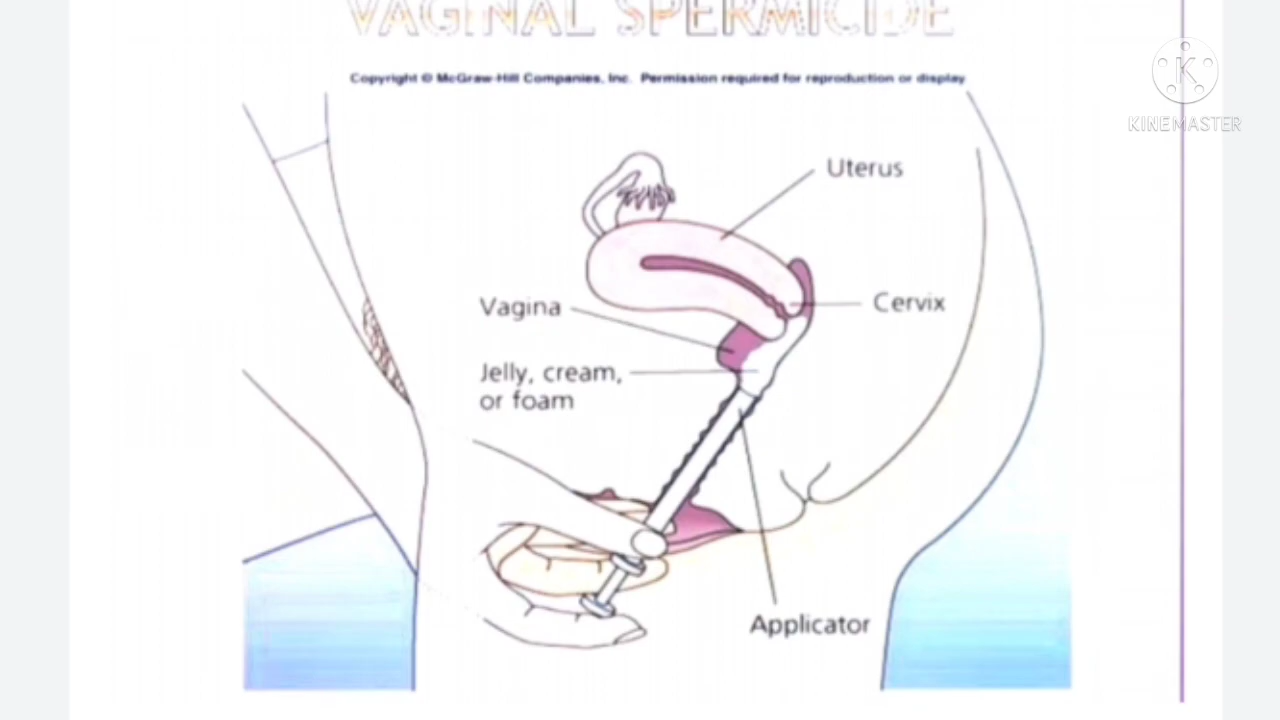 VAGINAL SPERMICIDE
Copyright © McGraw-Hill Companies, Inc. Permission required for reproduction or display
K
KINEMASTER
Uterus
Vagina
Cervix
Jelly, cream,
or foam
Applicator